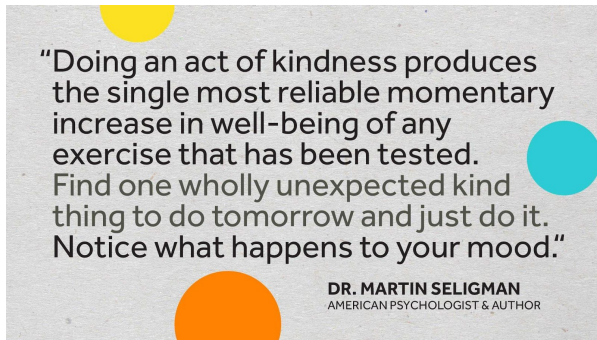 “Doing an act of kindness produces
the single most reliable momentary
increase in well-being of any
exercise that has been tested.
Find one wholly unexpected kind
thing to do tomorrow and just do it.
Notice what happens to your mood.“
DR. MARTIN SELIGMAN
AMERICAN PSYCHOLOGIST & AUTHOR